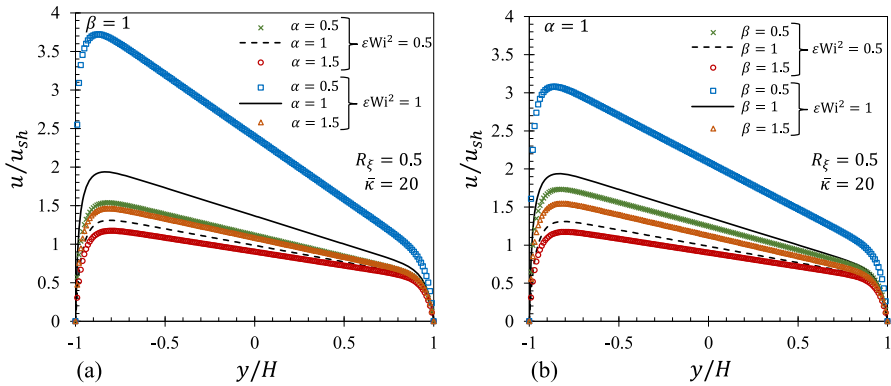 β = 1
α = 0.5
α = 1
α = 1.5
εWi² = 0.5
α = 0.5
α = 1
α = 1.5
εWi² = 1
R_ξ = 0.5
κ̄ = 20
u/u_sh
4
3.5
3
2.5
2
1.5
1
0.5
0
-1 -0.5 0 0.5 1
(a) y/H
α = 1
β = 0.5
β = 1
β = 1.5
εWi² = 0.5
β = 0.5
β = 1
β = 1.5
εWi² = 1
R_ξ = 0.5
κ̄ = 20
u/u_sh
4
3.5
3
2.5
2
1.5
1
0.5
0
-1 -0.5 0 0.5 1
(b) y/H